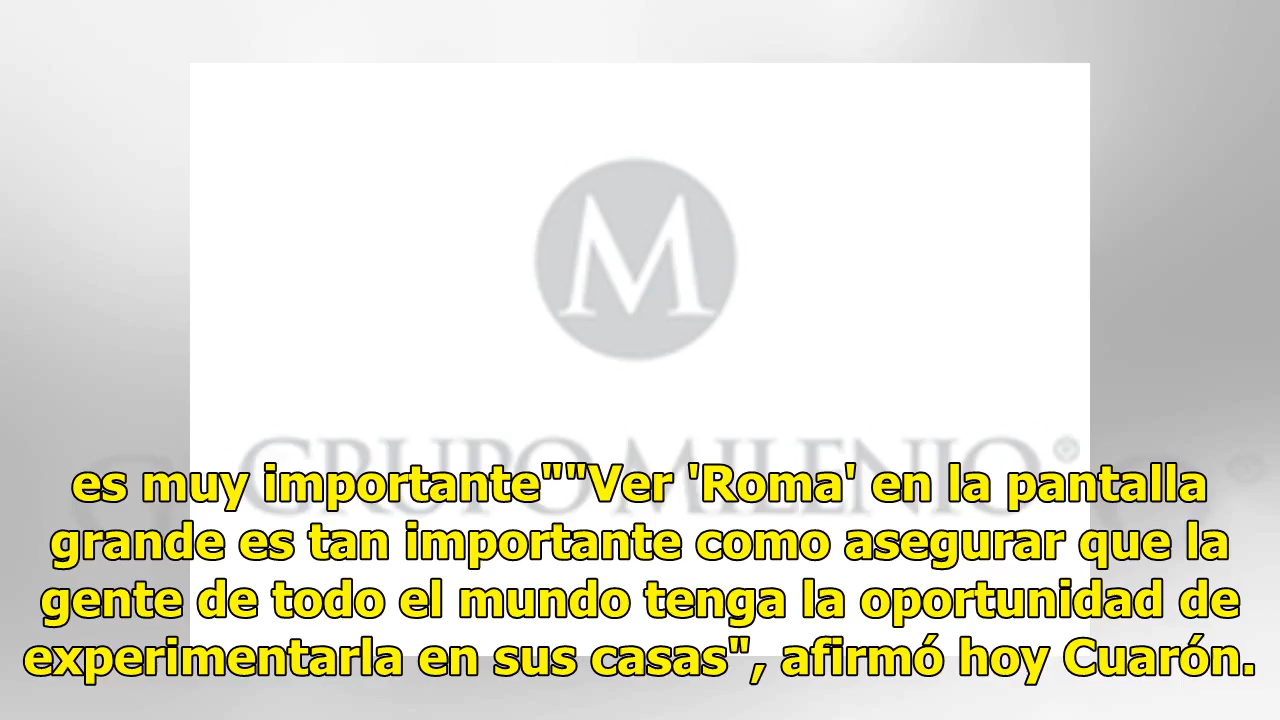 M
GRUPO MILENIO®
es muy importante""Ver 'Roma' en la pantalla
grande es tan importante como asegurar que la
gente de todo el mundo tenga la oportunidad de
experimentarla en sus casas", afirmó hoy Cuarón.